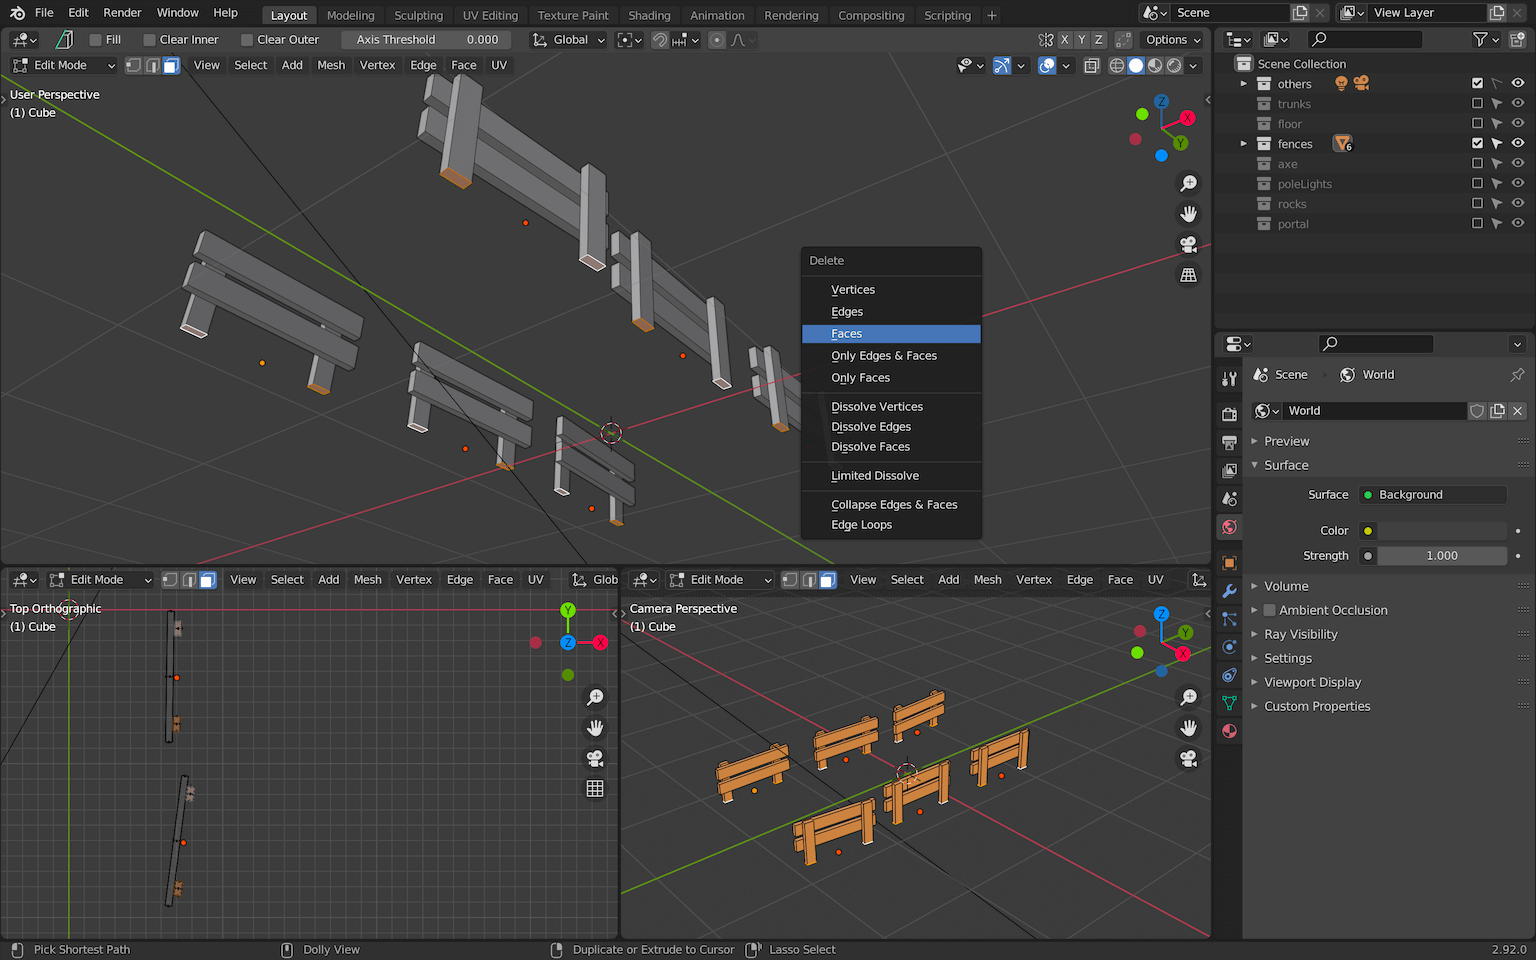 File Edit Render Window Help Layout Modeling Sculpting UV Editing Texture Paint Shading Animation Rendering Compositing Scripting + Scene View Layer
Fill Clear Inner Clear Outer Axis Threshold 0.000 Global X Y Z Options
Edit Mode View Select Add Mesh Vertex Edge Face UV
User Perspective
(1) Cube
Z
X
Y
Delete
Vertices
Edges
Faces
Only Edges & Faces
Only Faces
Dissolve Vertices
Dissolve Edges
Dissolve Faces
Limited Dissolve
Collapse Edges & Faces
Edge Loops
Scene Collection
others
trunks
floor
fences 6
axe
poleLights
rocks
portal
Scene World
World
Preview
Surface
Surface Background
Color
Strength 1.000
Volume
Ambient Occlusion
Ray Visibility
Settings
Viewport Display
Custom Properties
Edit Mode View Select Add Mesh Vertex Edge Face UV Glob
Top Orthographic
(1) Cube
Y
Z X
Edit Mode View Select Add Mesh Vertex Edge Face UV
Camera Perspective
(1) Cube
Z
Y
X
Pick Shortest Path Dolly View Duplicate or Extrude to Cursor Lasso Select 2.92.0